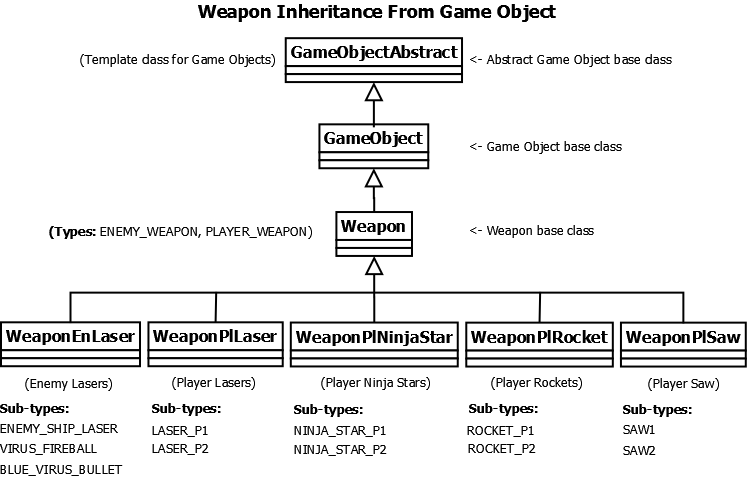 Weapon Inheritance From Game Object
(Template class for Game Objects)
GameObjectAbstract
<- Abstract Game Object base class
GameObject
<- Game Object base class
(Types: ENEMY_WEAPON, PLAYER_WEAPON)
Weapon
<- Weapon base class
WeaponEnLaser
WeaponPlLaser
WeaponPlNinjaStar
WeaponPlRocket
WeaponPlSaw
(Enemy Lasers)
(Player Lasers)
(Player Ninja Stars)
(Player Rockets)
(Player Saw)
Sub-types:
ENEMY_SHIP_LASER
VIRUS_FIREBALL
BLUE_VIRUS_BULLET
Sub-types:
LASER_P1
LASER_P2
Sub-types:
NINJA_STAR_P1
NINJA_STAR_P2
Sub-types:
ROCKET_P1
ROCKET_P2
Sub-types:
SAW1
SAW2